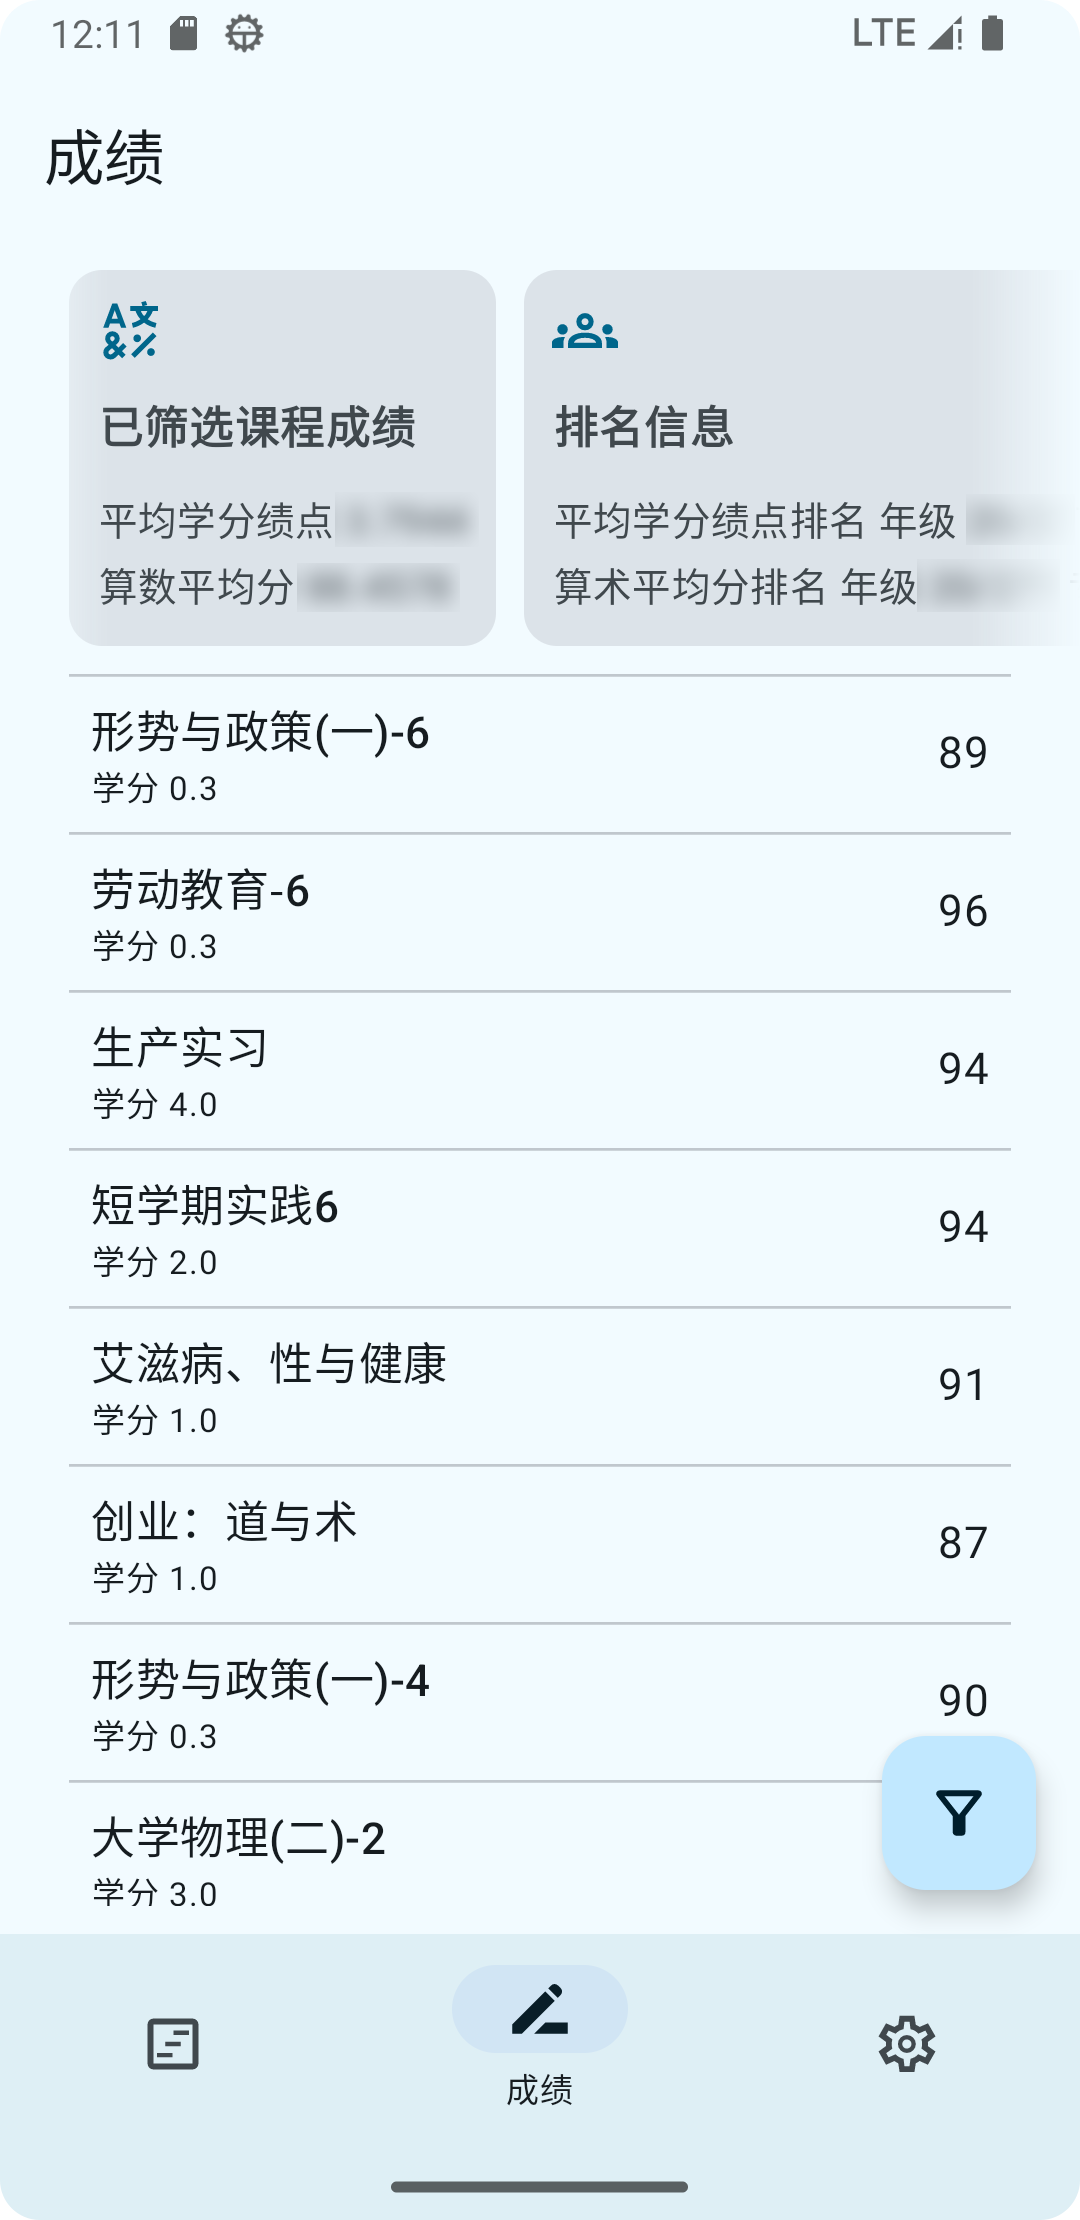 12:11
LTE
成绩
已筛选课程成绩
平均学分绩点
算数平均分
排名信息
平均学分绩点排名 年级
算术平均分排名 年级
形势与政策(一)-6
学分 0.3
89
劳动教育-6
学分 0.3
96
生产实习
学分 4.0
94
短学期实践6
学分 2.0
94
艾滋病、性与健康
学分 1.0
91
创业：道与术
学分 1.0
87
形势与政策(一)-4
学分 0.3
90
大学物理(二)-2
学分 3.0
成绩